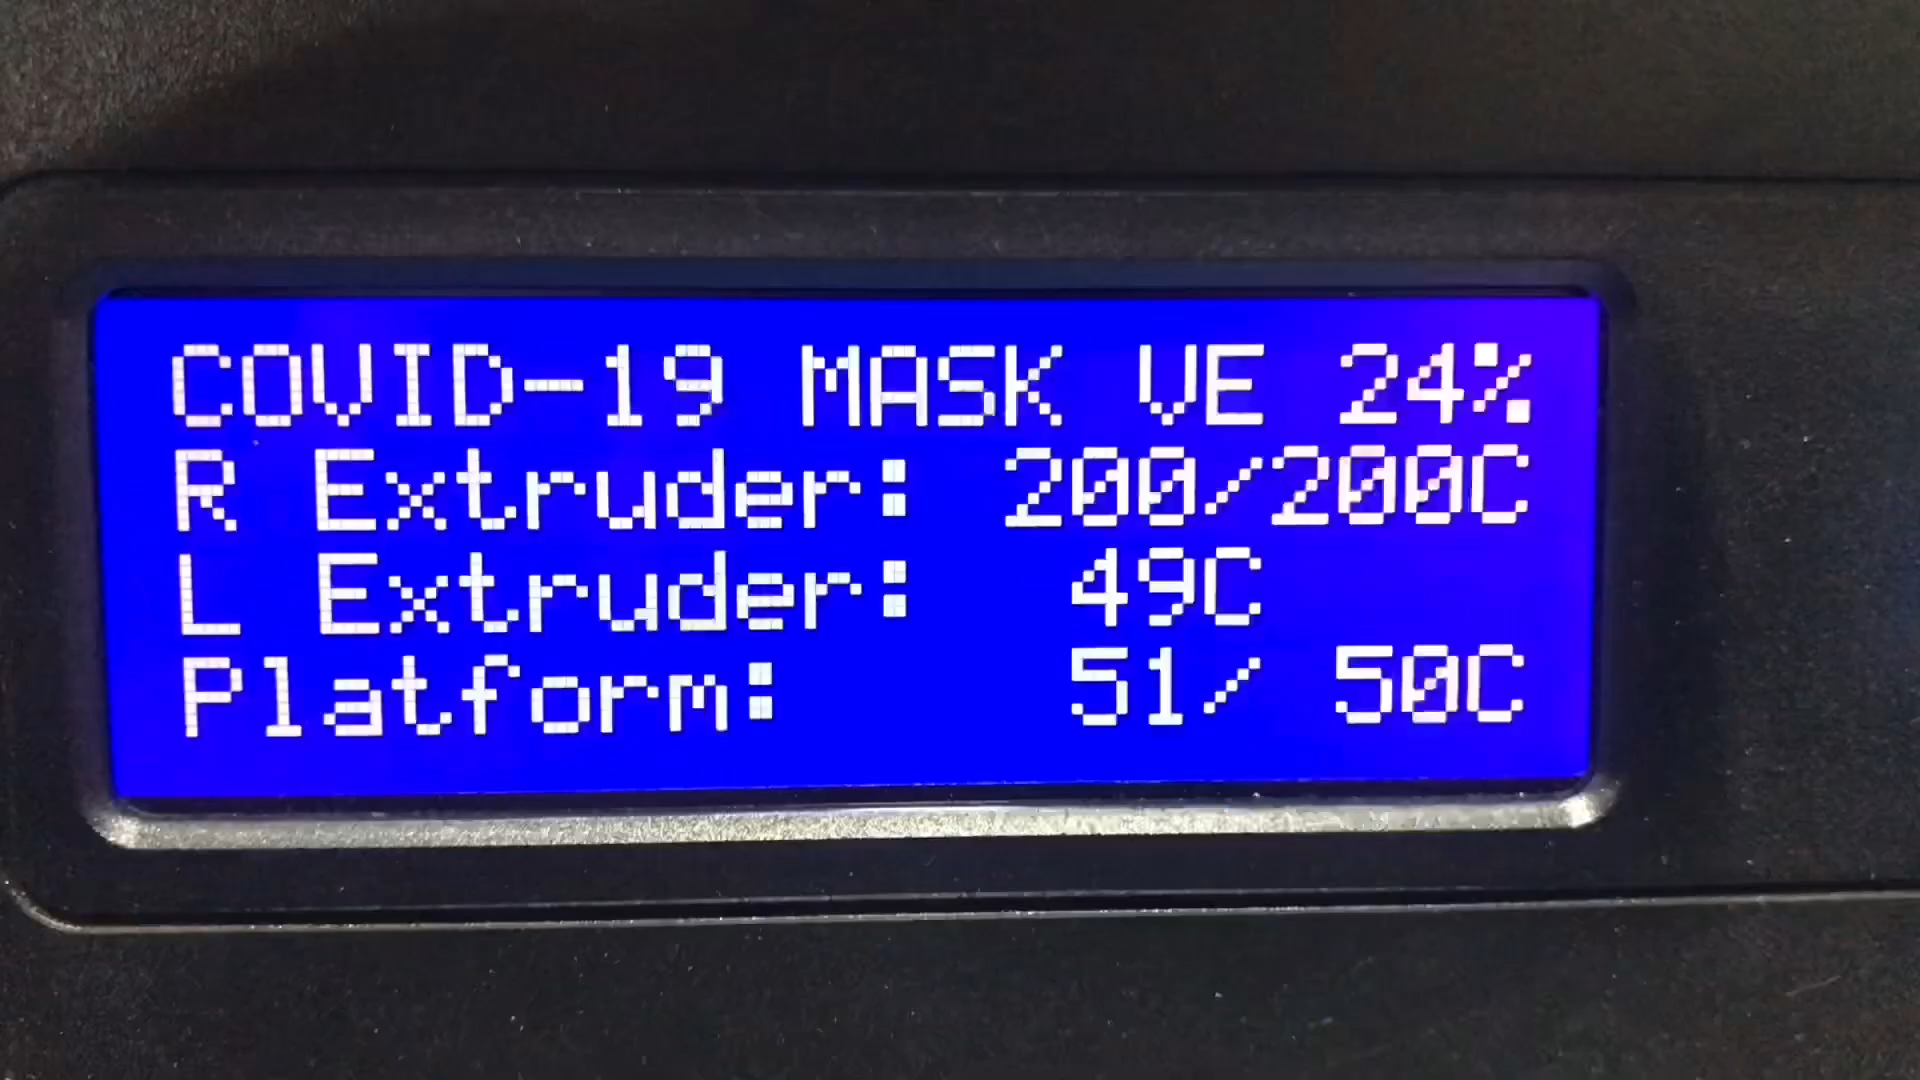 COVID-19 MASK VE 24%
R Extruder: 200/200C
L Extruder: 49C
Platform: 51/ 50C